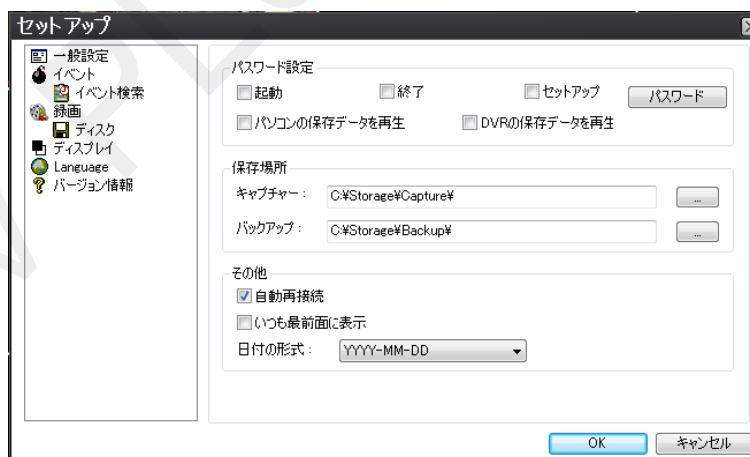 セットアップ
一般設定
イベント
イベント検索
録画
ディスク
ディスプレイ
Language
バージョン情報
パスワード設定
起動 終了 セットアップ パスワード
パソコンの保存データを再生 DVRの保存データを再生
保存場所
キャプチャー： C:¥Storage¥Capture¥ ...
バックアップ： C:¥Storage¥Backup¥ ...
その他
自動再接続
いつも最前面に表示
日付の形式： YYYY-MM-DD
OK キャンセル